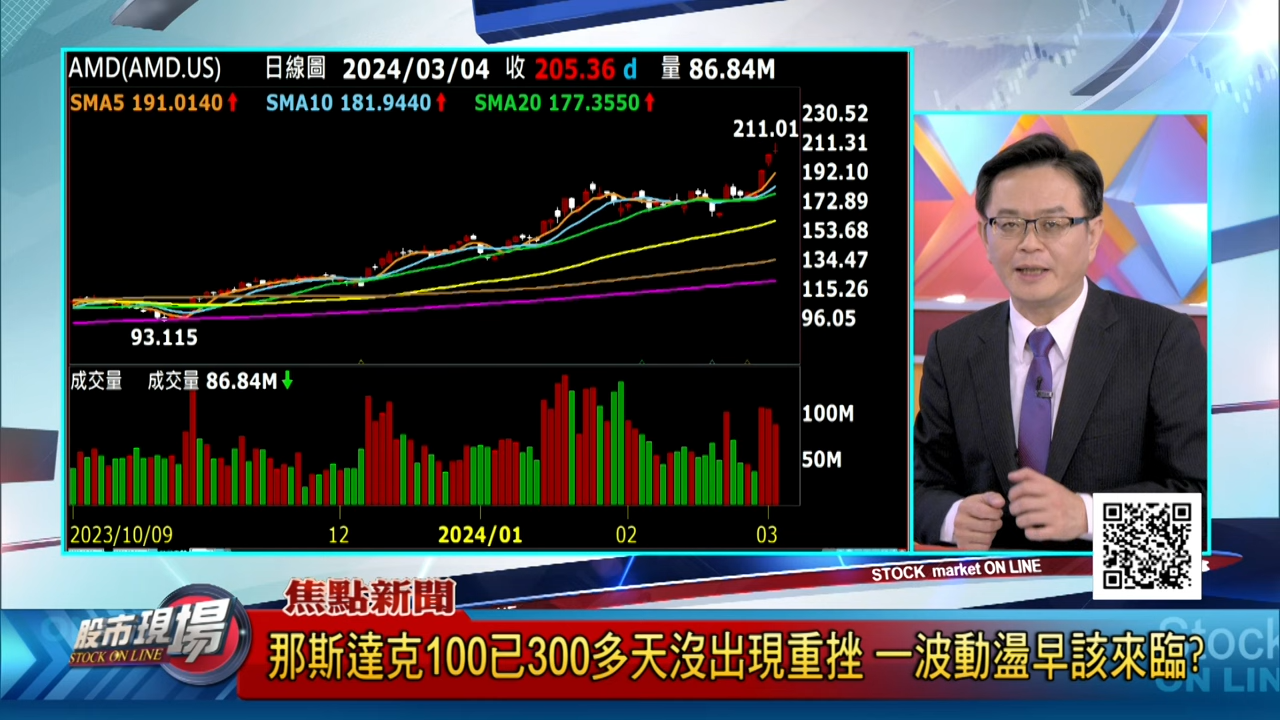 AMD(AMD.US) 日線圖 2024/03/04 收 205.36 d 量 86.84M
SMA5 191.0140⬆ SMA10 181.9440⬆ SMA20 177.3550⬆
230.52
211.01
211.31
192.10
172.89
153.68
134.47
115.26
96.05
93.115
成交量 成交量 86.84M⬇
100M
50M
2023/10/09 12 2024/01 02 03
STOCK market ON LINE
焦點新聞
股市現場
STOCK ON LINE
那斯達克100已300多天沒出現重挫 一波動盪早該來臨?
Stock
ON LIN